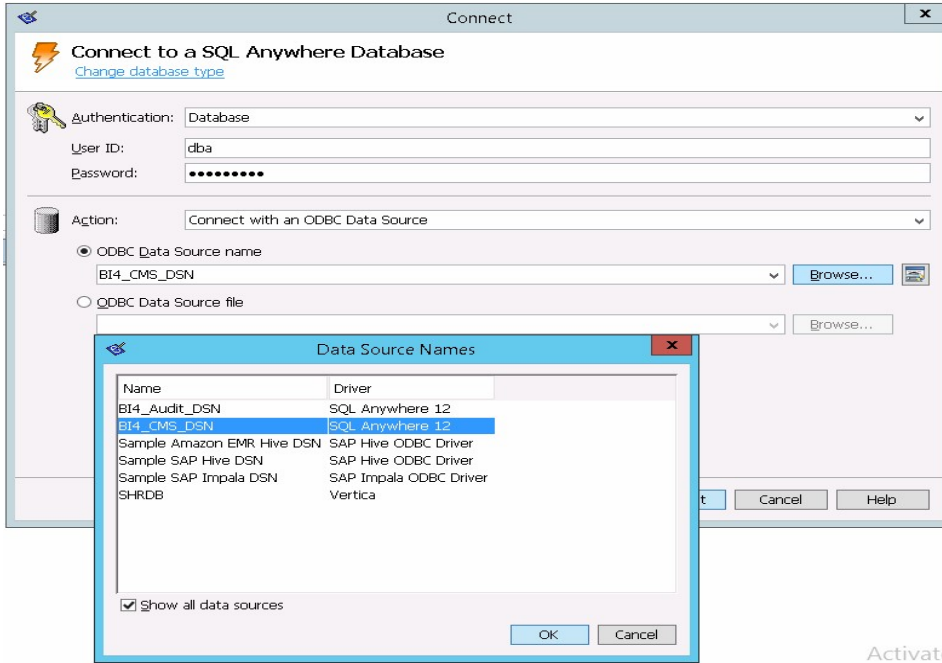 Connect
Connect to a SQL Anywhere Database
Change database type
Authentication: Database
User ID: dba
Password: •••••••••
Action: Connect with an ODBC Data Source
ODBC Data Source name
BI4_CMS_DSN Browse...
ODBC Data Source file
Browse...
Data Source Names
Name Driver
BI4_Audit_DSN SQL Anywhere 12
BI4_CMS_DSN SQL Anywhere 12
Sample Amazon EMR Hive DSN SAP Hive ODBC Driver
Sample SAP Hive DSN SAP Hive ODBC Driver
Sample SAP Impala DSN SAP Impala ODBC Driver
SHRDB Vertica
t Cancel Help
Show all data sources
OK Cancel
Activat